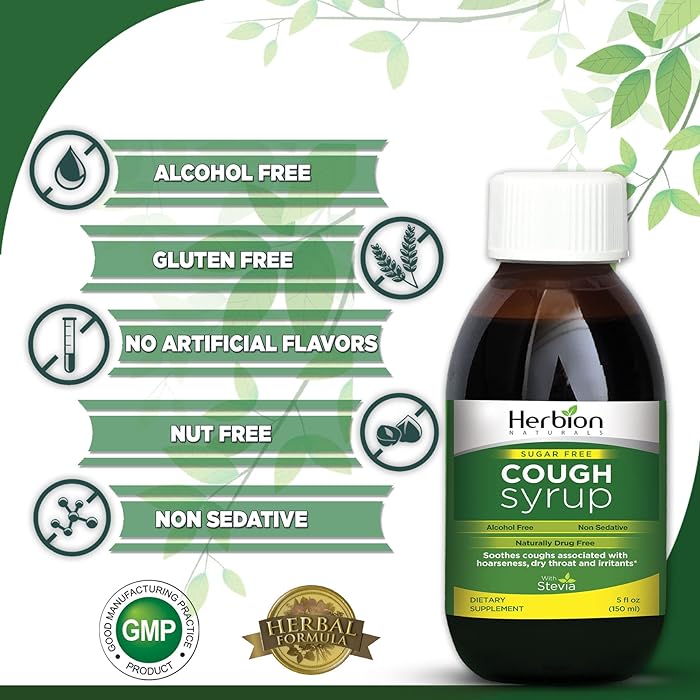 ALCOHOL FREE
GLUTEN FREE
NO ARTIFICIAL FLAVORS
NUT FREE
NON SEDATIVE
GOOD MANUFACTURING PRACTICE
GMP
PRODUCT
HERBAL
FORMULA
Herbion
NATURALS
SUGAR FREE
COUGH
syrup
Alcohol Free Non Sedative
Naturally Drug Free
Soothes coughs associated with
hoarseness, dry throat and irritants*
With
Stevia
DIETARY
SUPPLEMENT
5 fl oz
(150 ml)